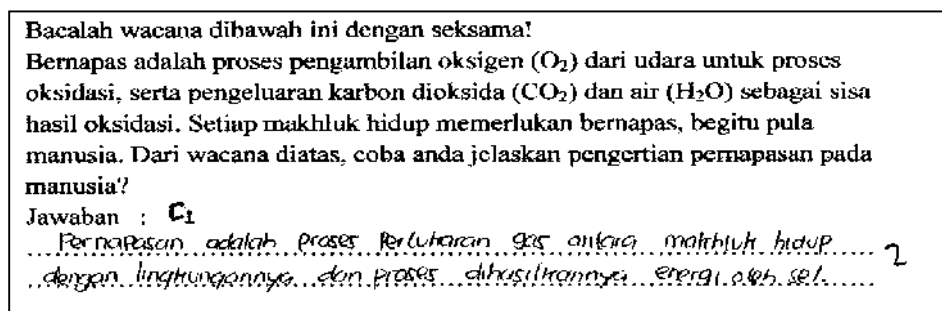 Bacalah wacana dibawah ini dengan seksama!
Bernapas adalah proses pengambilan oksigen (O₂) dari udara untuk proses
oksidasi, serta pengeluaran karbon dioksida (CO₂) dan air (H₂O) sebagai sisa
hasil oksidasi. Setiap makhluk hidup memerlukan bernapas, begitu pula
manusia. Dari wacana diatas, coba anda jelaskan pengertian pernapasan pada
manusia?
Jawaban : C1
Pernapasan adalah proses Pertukaran gas antara makhluk hidup
dengan lingkungannya dan proses dihasilkannya energi oleh sel. 2